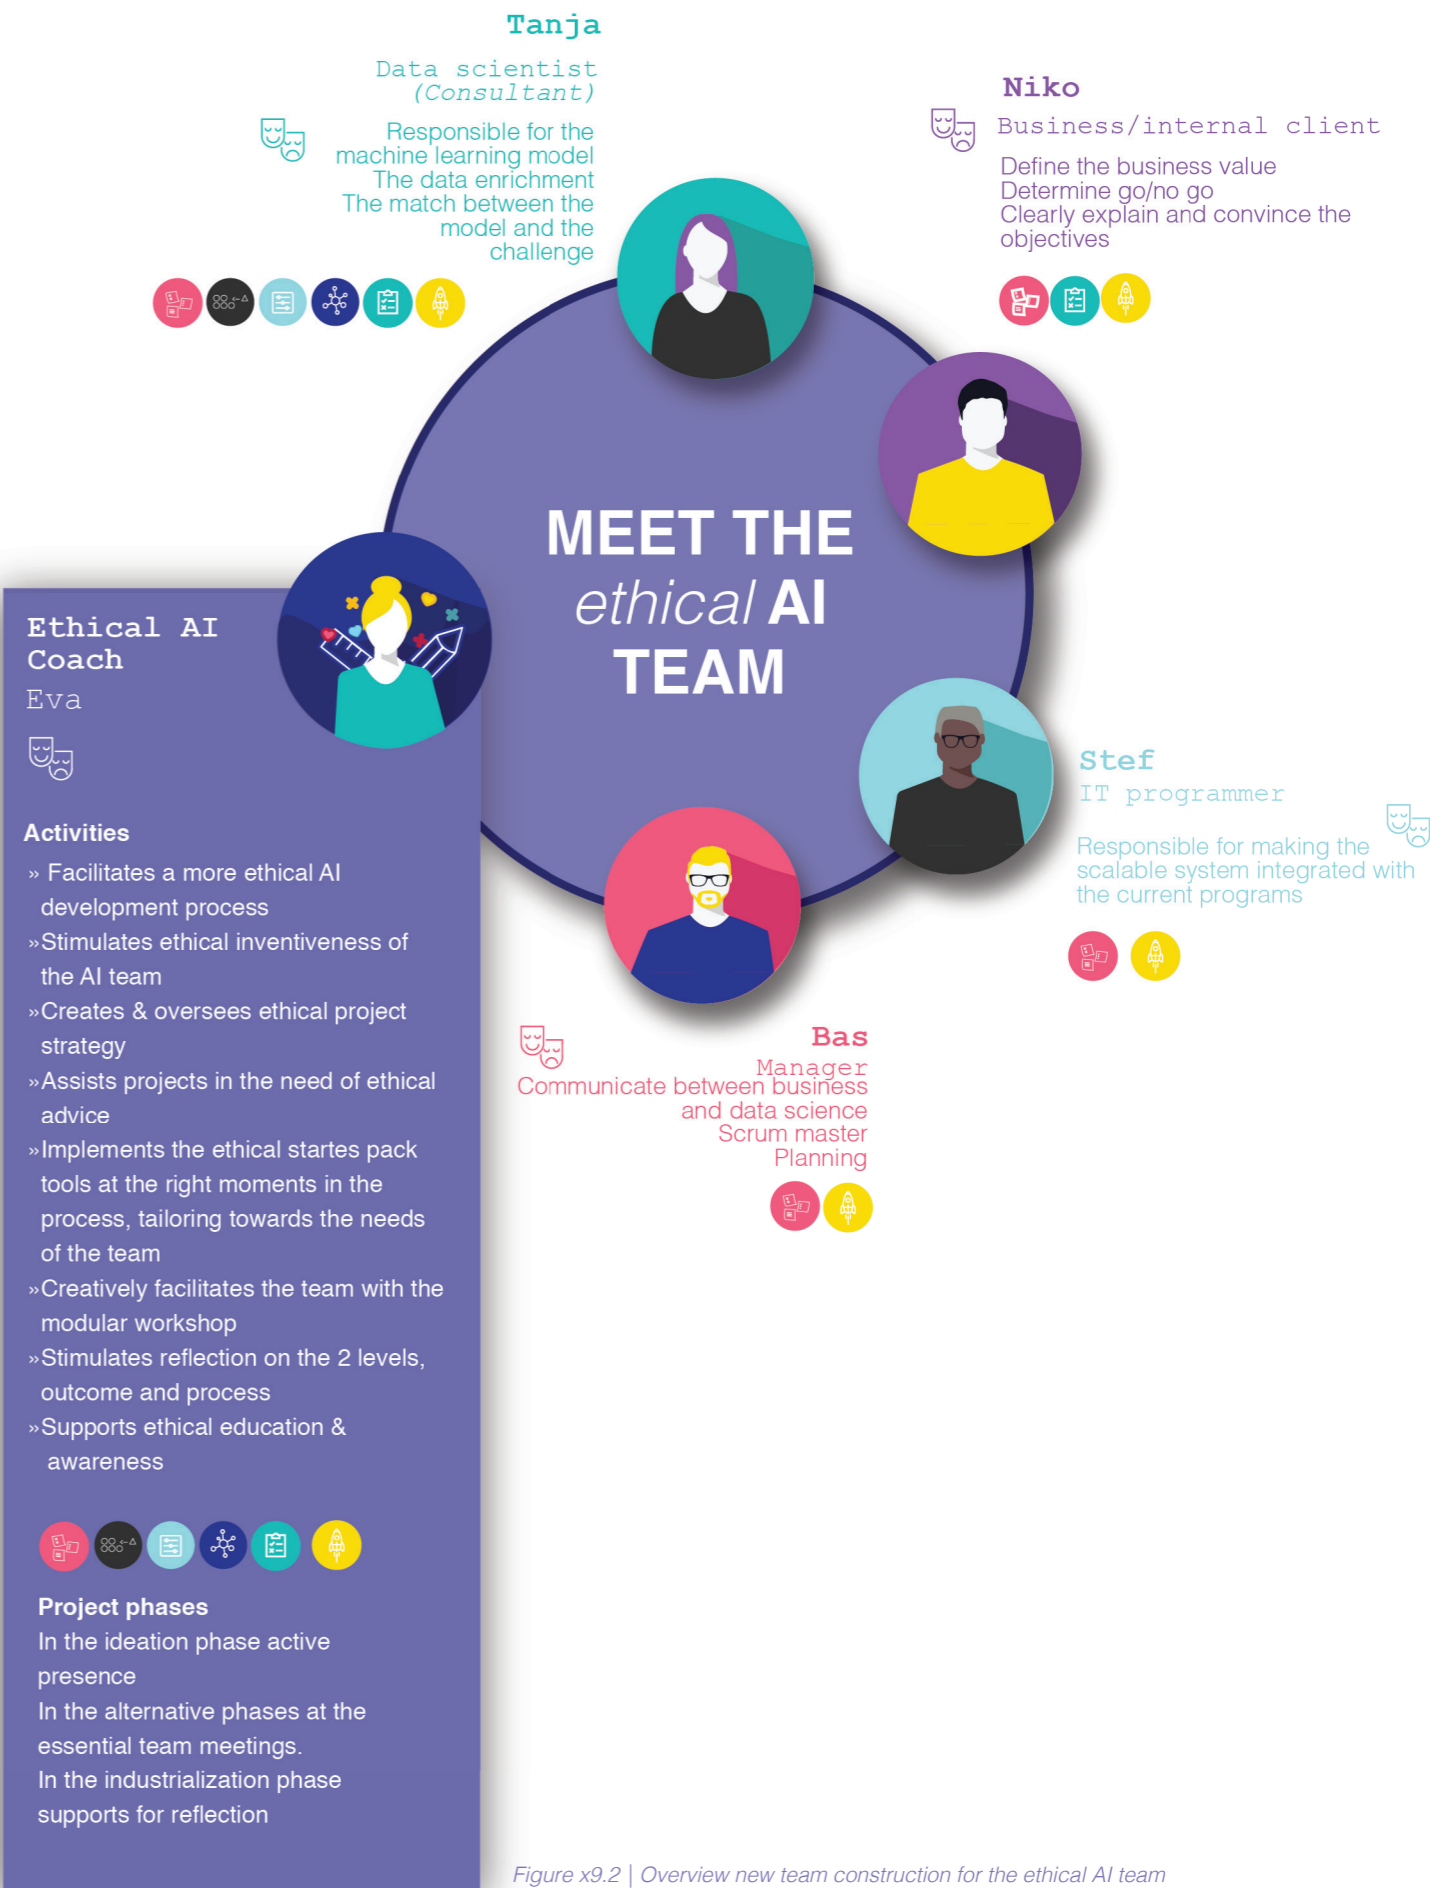 Tanja
Data scientist
(Consultant)
Responsible for the
machine learning model
The data enrichment
The match between the
model and the
challenge
Niko
Business/internal client
Define the business value
Determine go/no go
Clearly explain and convince the
objectives
MEET THE
ethical AI
TEAM
Ethical AI
Coach
Eva
Activities
» Facilitates a more ethical AI
development process
»Stimulates ethical inventiveness of
the AI team
»Creates & oversees ethical project
strategy
»Assists projects in the need of ethical
advice
»Implements the ethical startes pack
tools at the right moments in the
process, tailoring towards the needs
of the team
»Creatively facilitates the team with the
modular workshop
»Stimulates reflection on the 2 levels,
outcome and process
»Supports ethical education &
awareness
Project phases
In the ideation phase active
presence
In the alternative phases at the
essential team meetings.
In the industrialization phase
supports for reflection
Stef
IT programmer
Responsible for making the
scalable system integrated with
the current programs
Bas
Manager
Communicate between business
and data science
Scrum master
Planning
Figure x9.2 | Overview new team construction for the ethical AI team